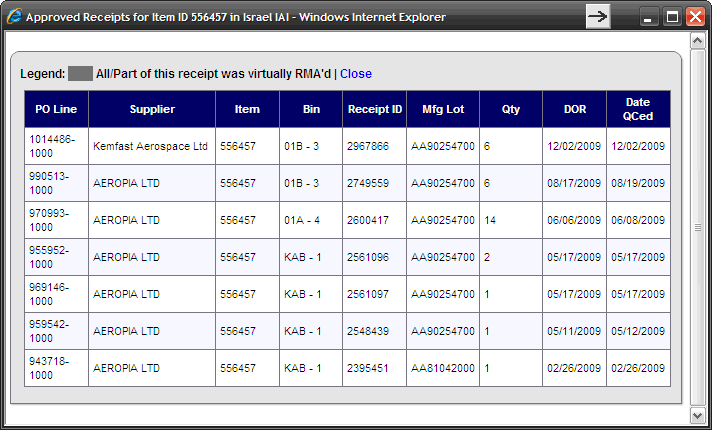 Approved Receipts for Item ID 556457 in Israel IAI - Windows Internet Explorer
Legend: All/Part of this receipt was virtually RMA'd | Close
PO Line Supplier Item Bin Receipt ID Mfg Lot Qty DOR Date QCed
1014486-1000 Kemfast Aerospace Ltd 556457 01B - 3 2967866 AA90254700 6 12/02/2009 12/02/2009
990513-1000 AEROPIA LTD 556457 01B - 3 2749559 AA90254700 6 08/17/2009 08/19/2009
970993-1000 AEROPIA LTD 556457 01A - 4 2600417 AA90254700 14 06/06/2009 06/08/2009
955952-1000 AEROPIA LTD 556457 KAB - 1 2561096 AA90254700 2 05/17/2009 05/17/2009
969146-1000 AEROPIA LTD 556457 KAB - 1 2561097 AA90254700 1 05/17/2009 05/17/2009
959542-1000 AEROPIA LTD 556457 KAB - 1 2548439 AA90254700 1 05/11/2009 05/12/2009
943718-1000 AEROPIA LTD 556457 KAB - 1 2395451 AA81042000 1 02/26/2009 02/26/2009